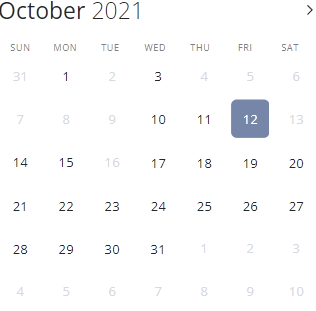 October 2021
SUN MON TUE WED THU FRI SAT
31 1 2 3 4 5 6
7 8 9 10 11 12 13
14 15 16 17 18 19 20
21 22 23 24 25 26 27
28 29 30 31 1 2 3
4 5 6 7 8 9 10